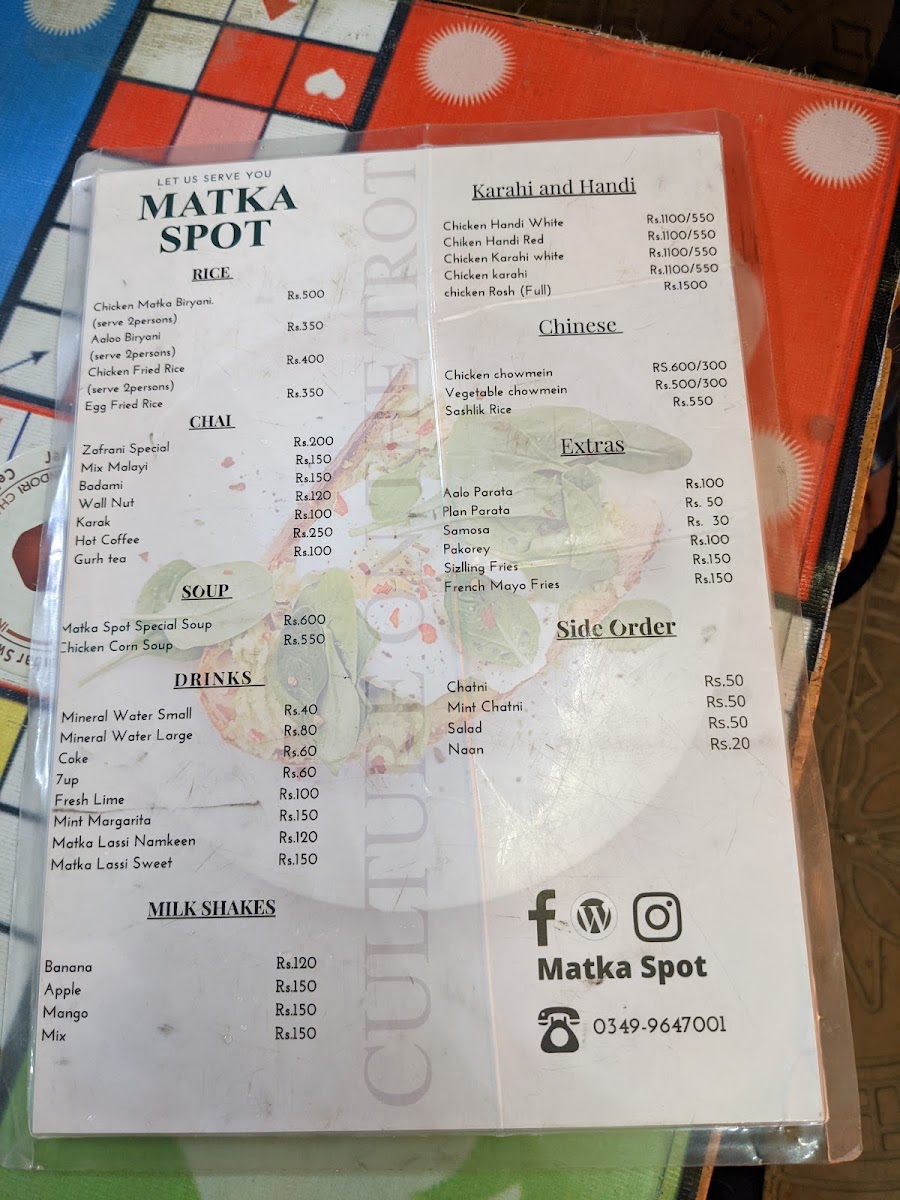 LET US SERVE YOU
MATKA
SPOT
RICE
Chicken Matka Biryani. Rs.500
(serve 2persons)
Aaloo Biryani Rs.350
(serve 2persons)
Chicken Fried Rice Rs.400
(serve 2persons)
Egg Fried Rice Rs.350
CHAI
Zafrani Special Rs.200
Mix Malayi Rs.150
Badami Rs.150
Wall Nut Rs.120
Karak Rs.100
Hot Coffee Rs.250
Gurh tea Rs.100
SOUP
Matka Spot Special Soup Rs.600
Chicken Corn Soup Rs.550
DRINKS
Mineral Water Small Rs.40
Mineral Water Large Rs.80
Coke Rs.60
7up Rs.60
Fresh Lime Rs.100
Mint Margarita Rs.150
Matka Lassi Namkeen Rs.120
Matka Lassi Sweet Rs.150
MILK SHAKES
Banana Rs.120
Apple Rs.150
Mango Rs.150
Mix Rs.150
Karahi and Handi
Chicken Handi White Rs.1100/550
Chiken Handi Red Rs.1100/550
Chicken Karahi white Rs.1100/550
Chicken karahi Rs.1100/550
chicken Rosh (Full) Rs.1500
Chinese
Chicken chowmein RS.600/300
Vegetable chowmein Rs.500/300
Sashlik Rice Rs.550
Extras
Aalo Parata Rs.100
Plan Parata Rs. 50
Samosa Rs. 30
Pakorey Rs.100
Sizlling Fries Rs.150
French Mayo Fries Rs.150
Side Order
Chatni Rs.50
Mint Chatni Rs.50
Salad Rs.50
Naan Rs.20
Matka Spot
0349-9647001